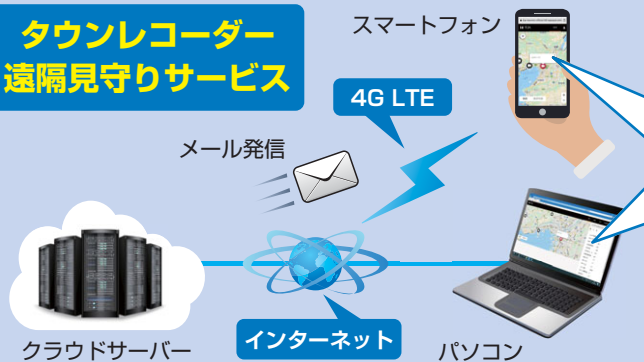 タウンレコーダー
遠隔見守りサービス
スマートフォン
4G LTE
メール発信
クラウドサーバー
インターネット
パソコン